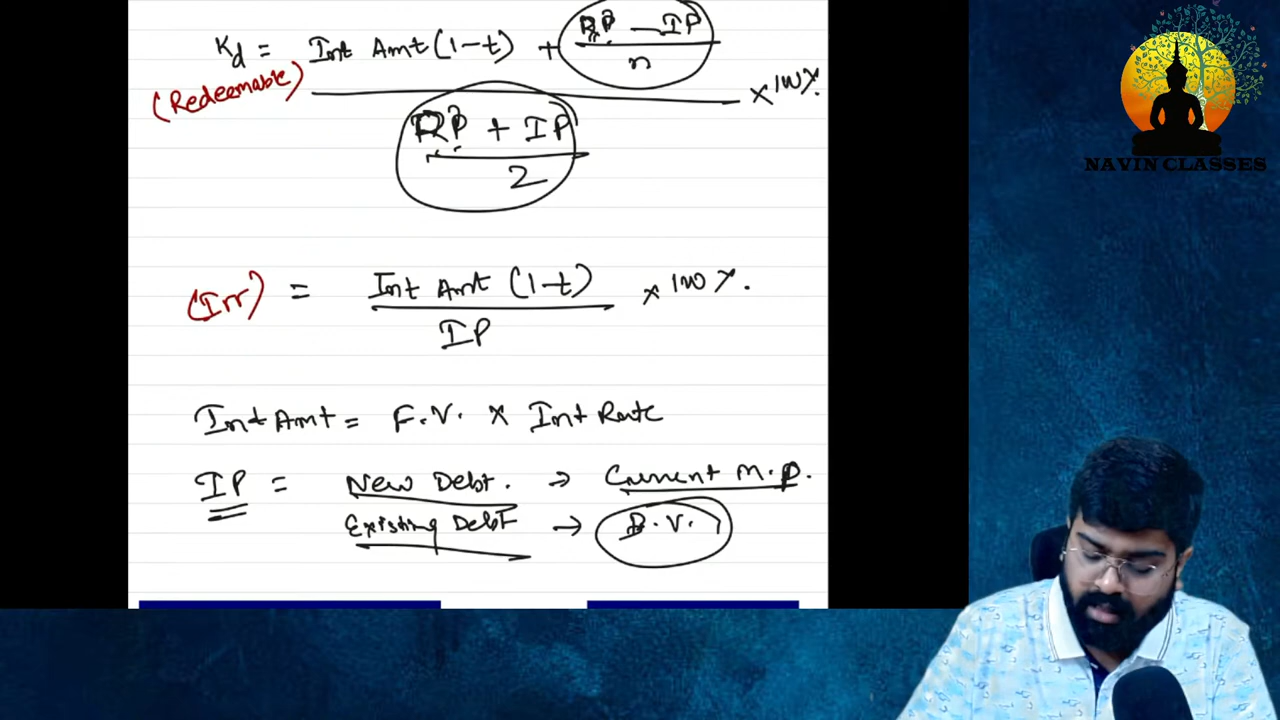 Kd = Int Amt (1-t) + RP - IP / n
(Redeemable)
x 100%.
RP + IP / 2
(Irr) = Int Amt (1-t) / IP x 100%.
Int Amt = F.V. x Int Rate
IP = New Debt. → Current M.P.
Existing Debt → B.V.
NAVIN CLASSES